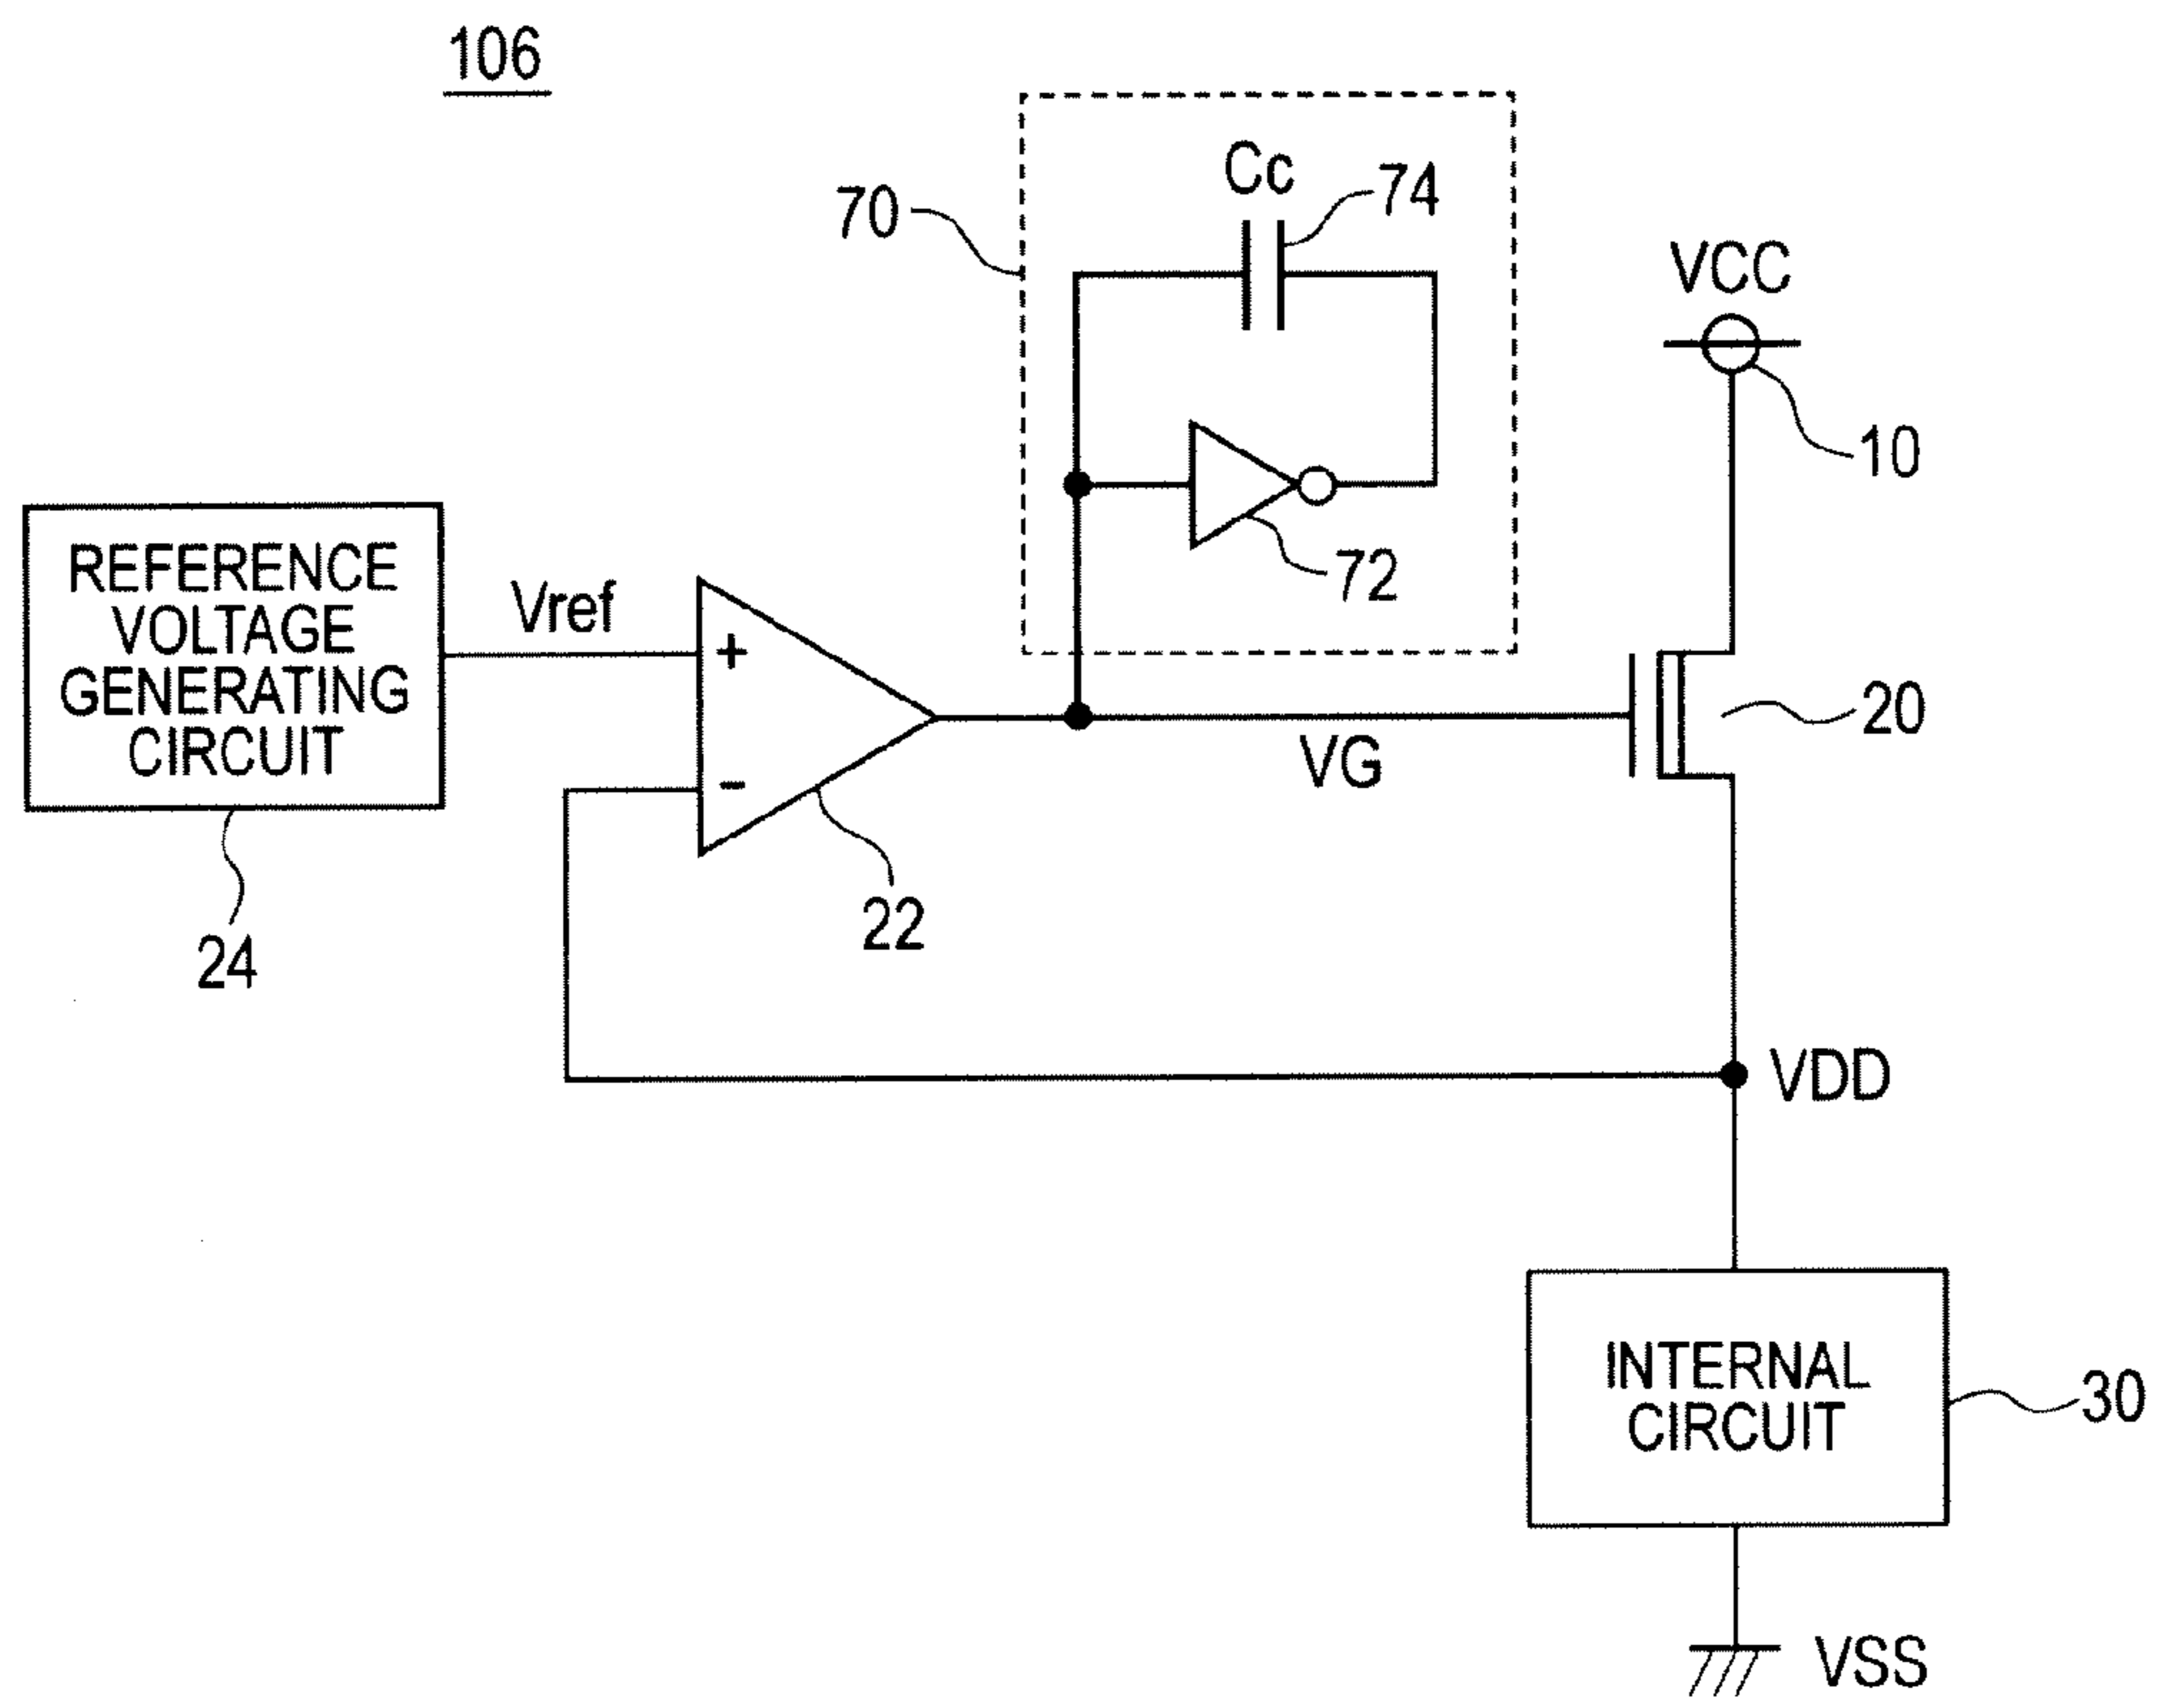 106
Cc
74
70
VCC
10
72
REFERENCE
VOLTAGE
GENERATING
CIRCUIT
Vref
+
-
VG
20
22
24
VDD
INTERNAL
CIRCUIT
30
VSS